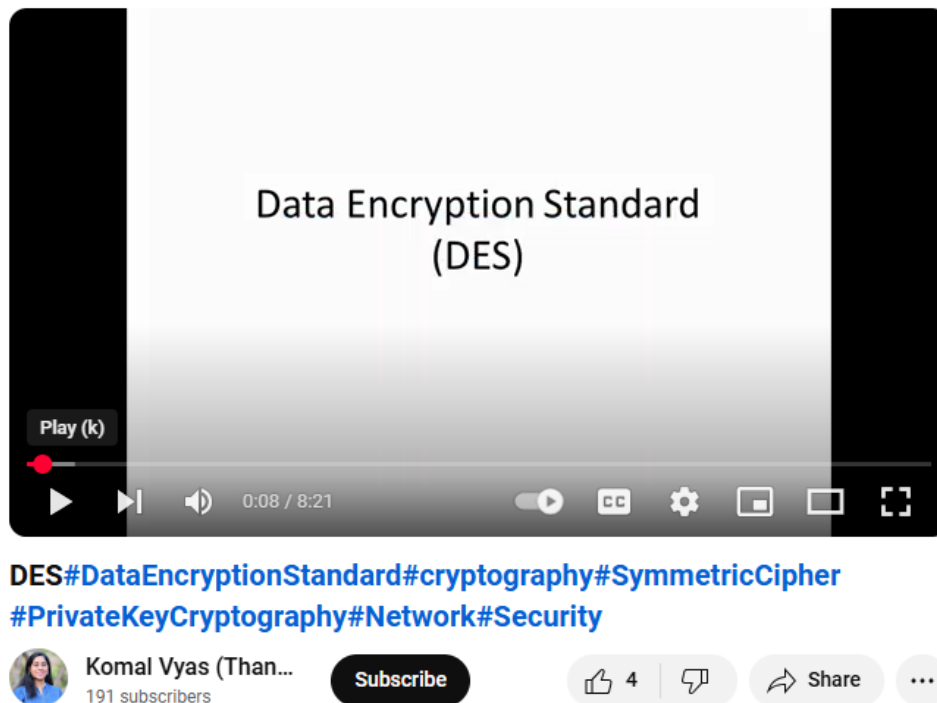 Data Encryption Standard
(DES)
Play (k)
0:08 / 8:21
CC
DES#DataEncryptionStandard#cryptography#SymmetricCipher
#PrivateKeyCryptography#Network#Security
Komal Vyas (Than...
191 subscribers
Subscribe
4
Share